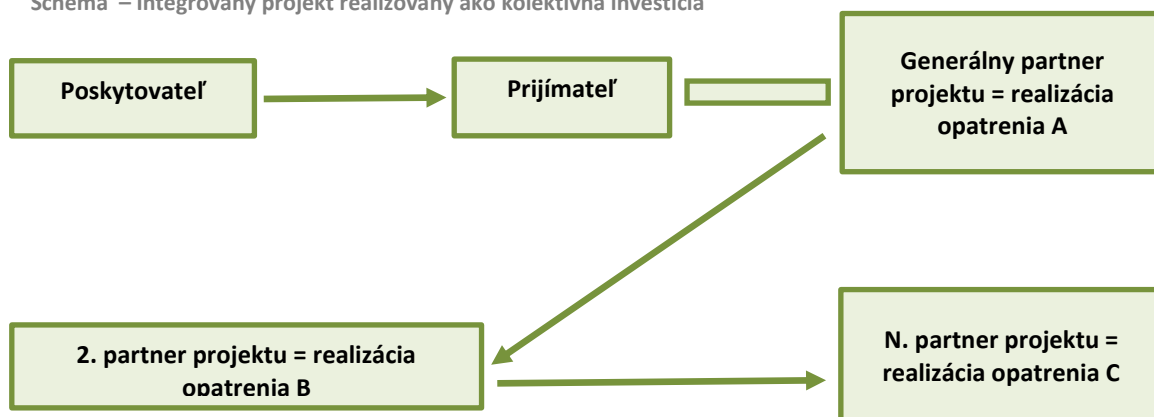 Schéma – Integrovaný projekt realizovaný ako kolektívna investícia
Poskytovateľ
Prijímateľ
Generálny partner
projektu = realizácia
opatrenia A
2. partner projektu = realizácia
opatrenia B
N. partner projektu =
realizácia opatrenia C